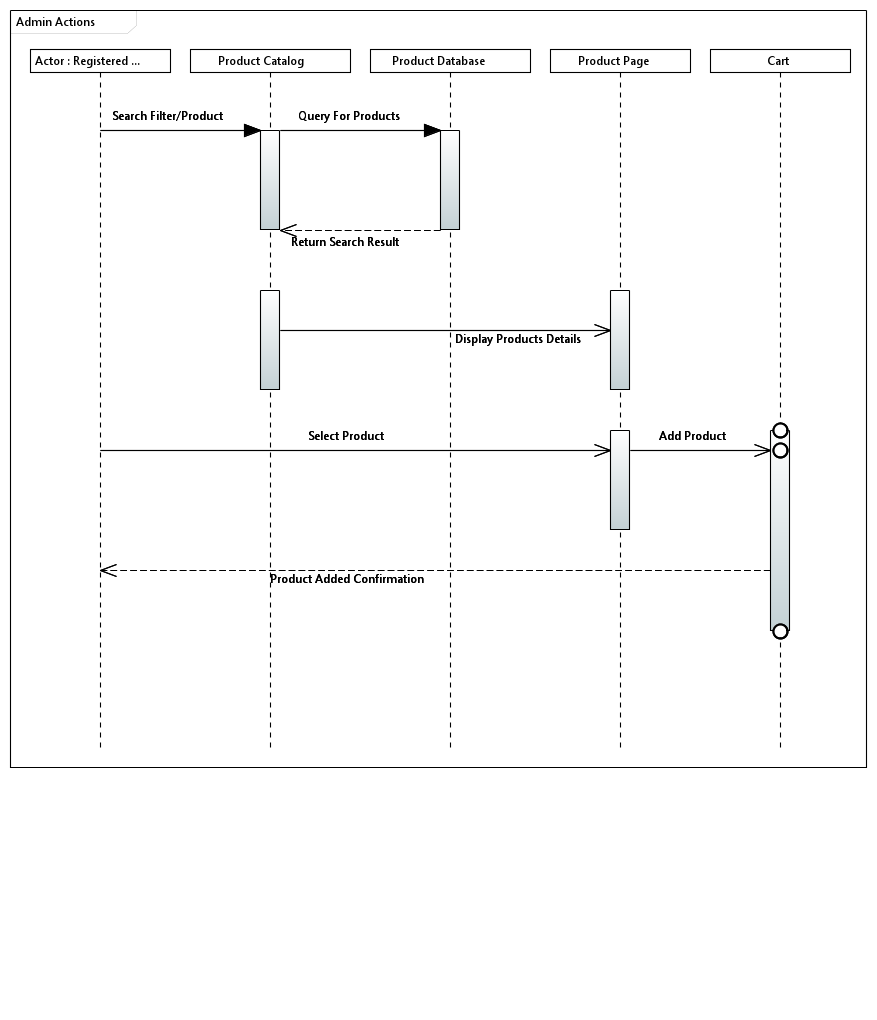 Admin Actions
Actor : Registered ...
Product Catalog
Product Database
Product Page
Cart
Search Filter/Product
Query For Products
Return Search Result
Display Products Details
Select Product
Add Product
Product Added Confirmation